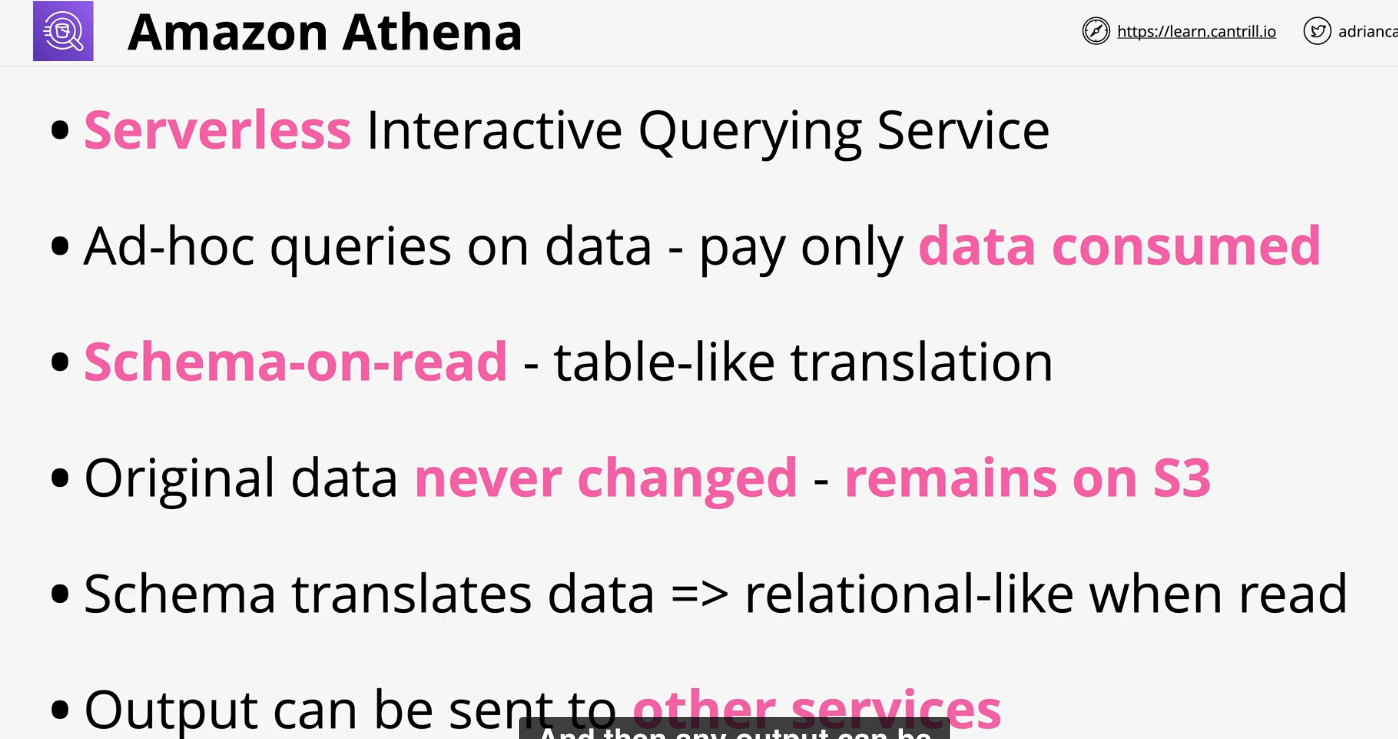 Amazon Athena
https://learn.cantrill.io
adrianca
• Serverless Interactive Querying Service
• Ad-hoc queries on data - pay only data consumed
• Schema-on-read - table-like translation
• Original data never changed - remains on S3
• Schema translates data => relational-like when read
• Output can be sent to other services
And then any output can be